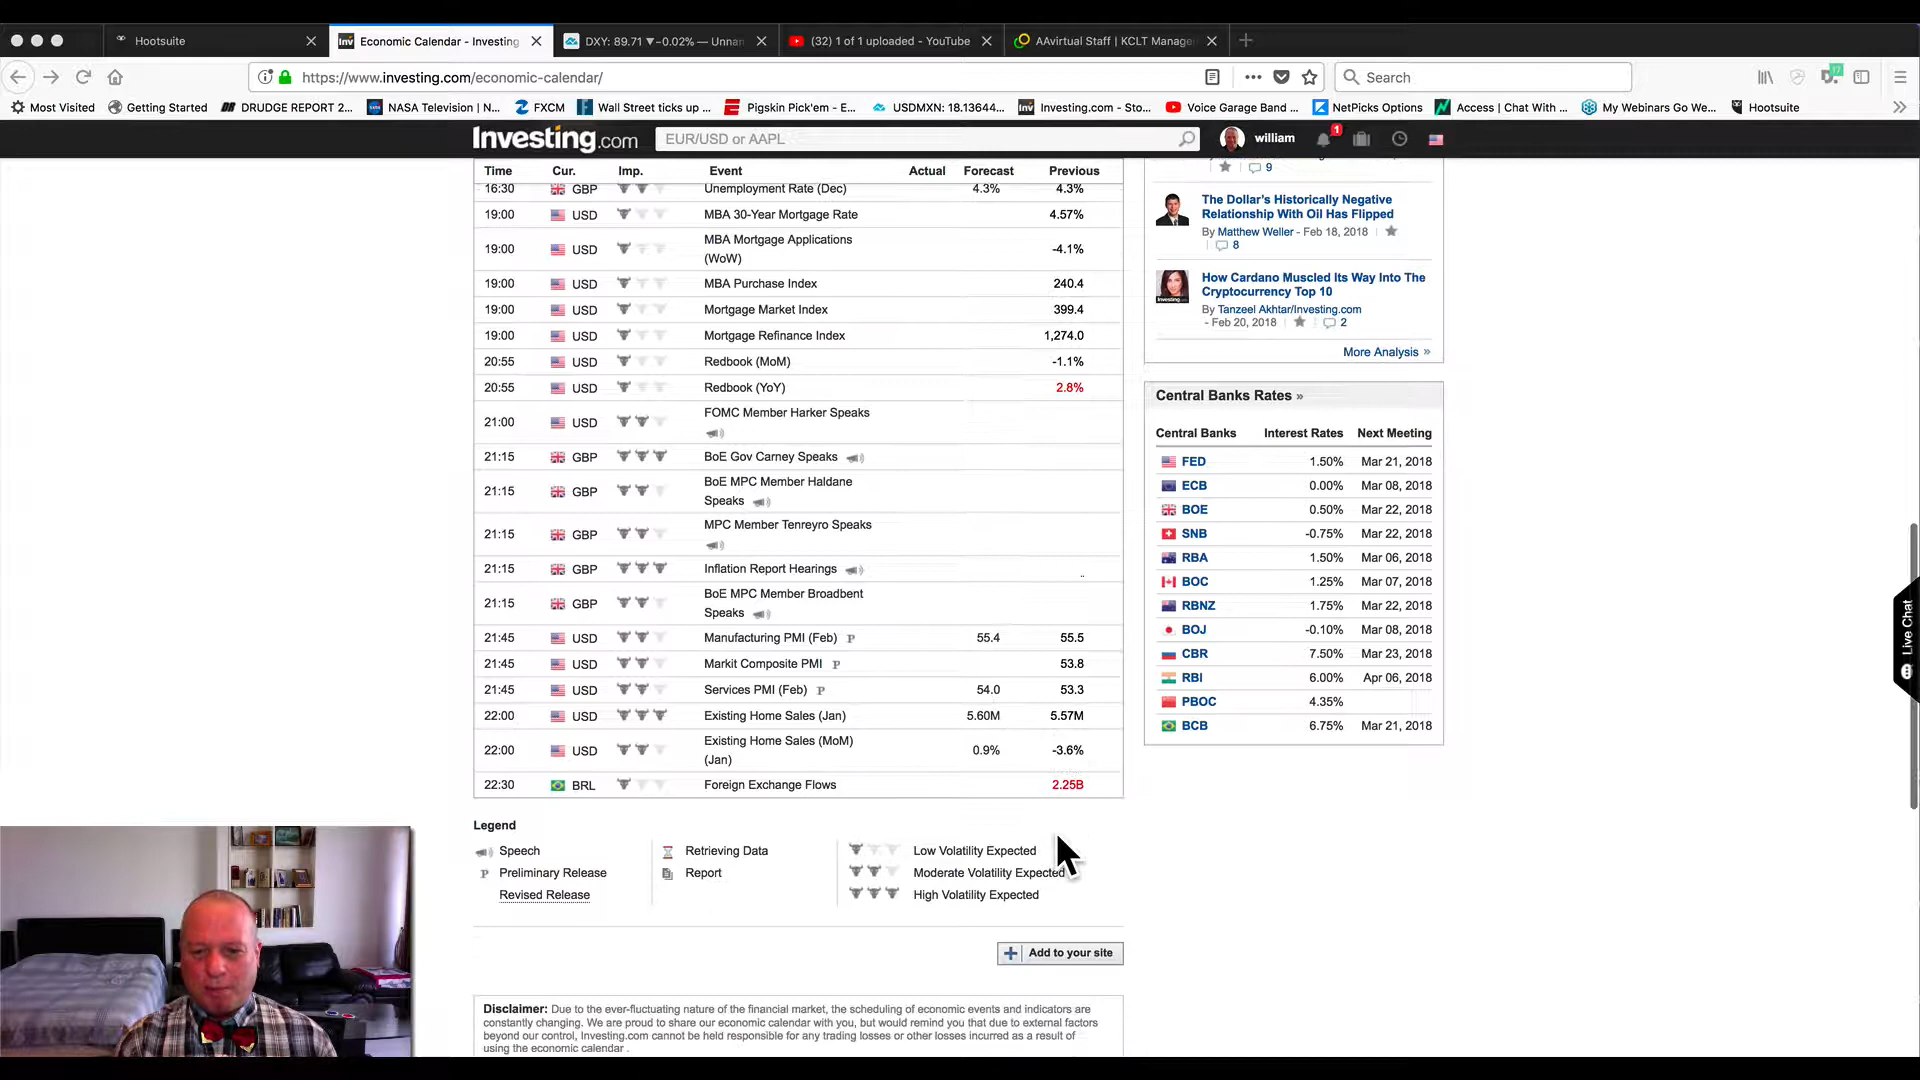 Hootsuite
Economic Calendar - Investing
DXY: 89.71 ▼−0.02% — Unnan
(32) 1 of 1 uploaded - YouTube
AAvirtual Staff | KCLT Manage
https://www.investing.com/economic-calendar/
Search
17
Most Visited
Getting Started
DRUDGE REPORT 2...
NASA Television | N...
FXCM
Wall Street ticks up ...
Pigskin Pick'em - E...
USDMXN: 18.13644...
Investing.com - Sto...
Voice Garage Band ...
NetPicks Options
Access | Chat With ...
My Webinars Go We...
Hootsuite
Investing.com
EUR/USD or AAPL
william
1
Time Cur. Imp. Event Actual Forecast Previous
16:30 GBP Unemployment Rate (Dec) 4.3% 4.3%
19:00 USD MBA 30-Year Mortgage Rate 4.57%
19:00 USD MBA Mortgage Applications (WoW) -4.1%
19:00 USD MBA Purchase Index 240.4
19:00 USD Mortgage Market Index 399.4
19:00 USD Mortgage Refinance Index 1,274.0
20:55 USD Redbook (MoM) -1.1%
20:55 USD Redbook (YoY) 2.8%
21:00 USD FOMC Member Harker Speaks
21:15 GBP BoE Gov Carney Speaks
21:15 GBP BoE MPC Member Haldane Speaks
21:15 GBP MPC Member Tenreyro Speaks
21:15 GBP Inflation Report Hearings ..
21:15 GBP BoE MPC Member Broadbent Speaks
21:45 USD Manufacturing PMI (Feb) P 55.4 55.5
21:45 USD Markit Composite PMI P 53.8
21:45 USD Services PMI (Feb) P 54.0 53.3
22:00 USD Existing Home Sales (Jan) 5.60M 5.57M
22:00 USD Existing Home Sales (MoM) (Jan) 0.9% -3.6%
22:30 BRL Foreign Exchange Flows 2.25B
9
The Dollar's Historically Negative
Relationship With Oil Has Flipped
By Matthew Weller - Feb 18, 2018
8
How Cardano Muscled Its Way Into The
Cryptocurrency Top 10
By Tanzeel Akhtar/Investing.com
- Feb 20, 2018 2
More Analysis »
Central Banks Rates »
Central Banks Interest Rates Next Meeting
FED 1.50% Mar 21, 2018
ECB 0.00% Mar 08, 2018
BOE 0.50% Mar 22, 2018
SNB -0.75% Mar 22, 2018
RBA 1.50% Mar 06, 2018
BOC 1.25% Mar 07, 2018
RBNZ 1.75% Mar 22, 2018
BOJ -0.10% Mar 08, 2018
CBR 7.50% Mar 23, 2018
RBI 6.00% Apr 06, 2018
PBOC 4.35%
BCB 6.75% Mar 21, 2018
Live Chat
Legend
Speech
P Preliminary Release
Revised Release
Retrieving Data
Report
Low Volatility Expected
Moderate Volatility Expected
High Volatility Expected
Add to your site
Disclaimer: Due to the ever-fluctuating nature of the financial market, the scheduling of economic events and indicators are
constantly changing. We are proud to share our economic calendar with you, but would remind you that due to external factors
beyond our control, Investing.com cannot be held responsible for any trading losses or other losses incurred as a result of
using the economic calendar .